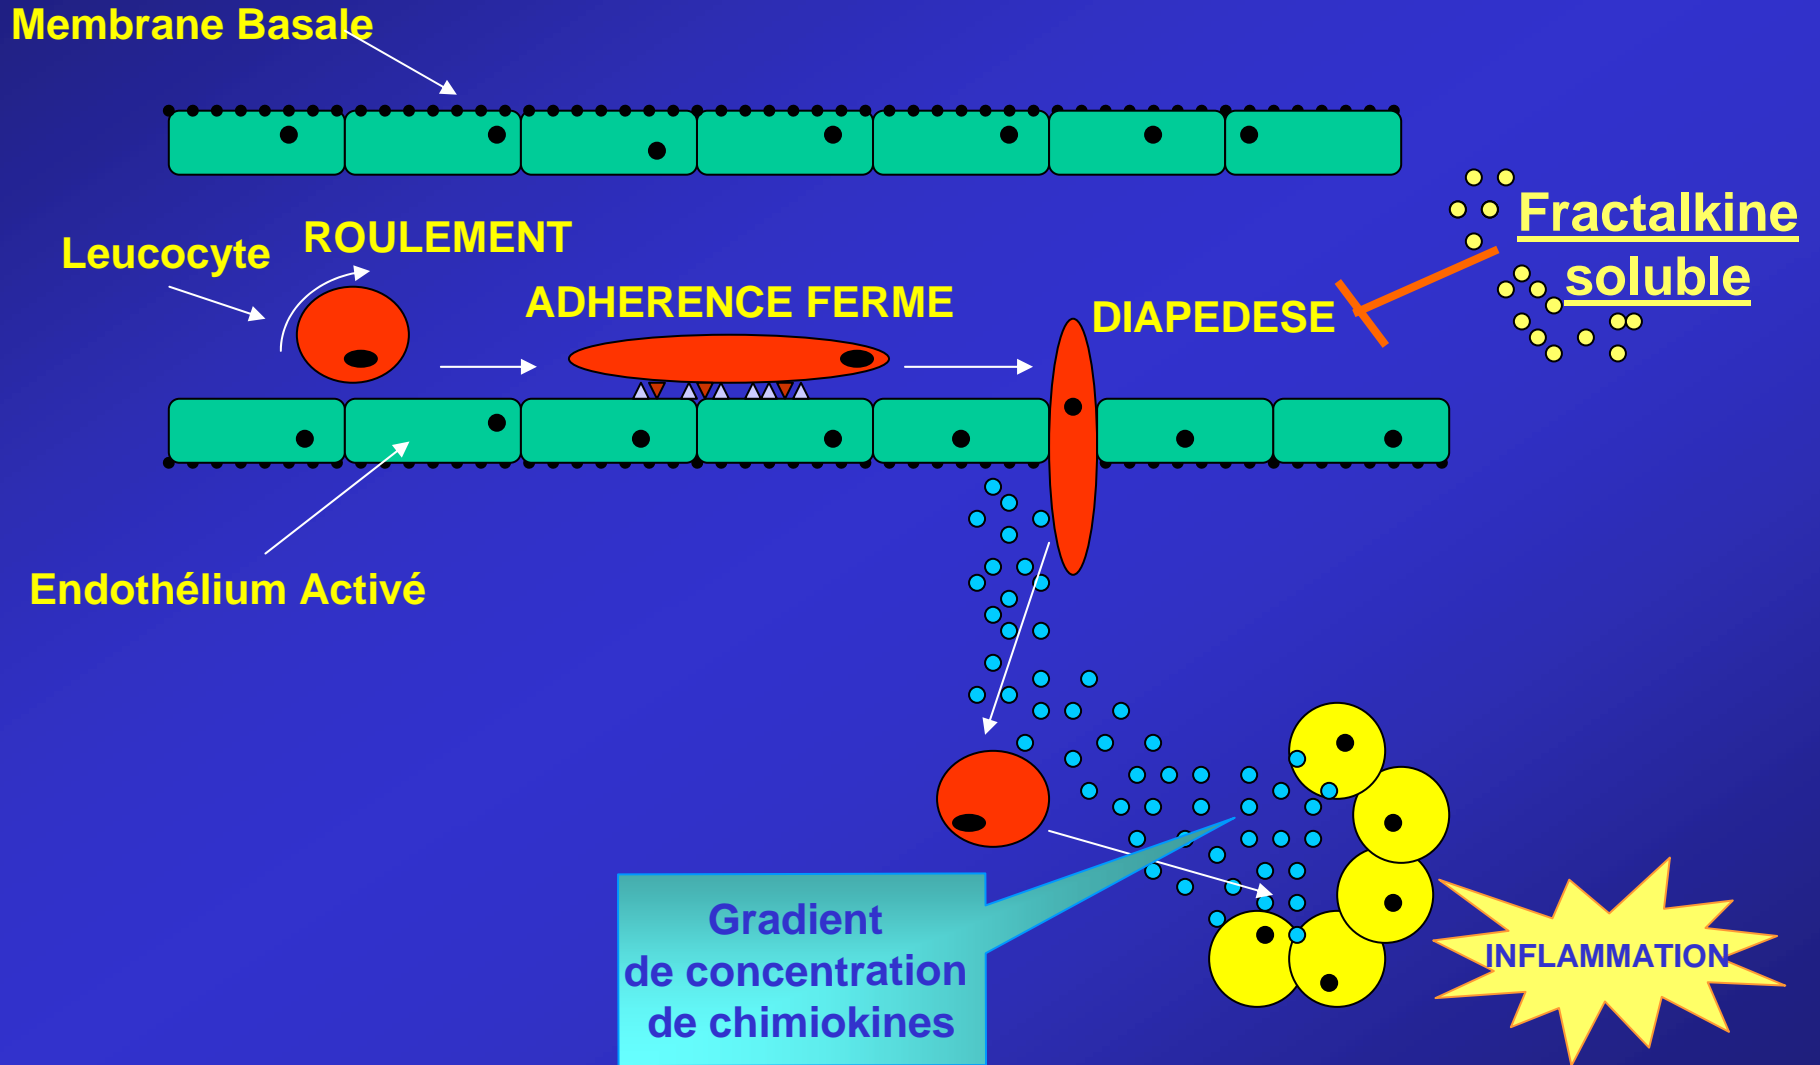 Membrane Basale
Leucocyte
ROULEMENT
ADHERENCE FERME
DIAPEDESE
Fractalkine
soluble
Endothélium Activé
Gradient
de concentration
de chimiokines
INFLAMMATION